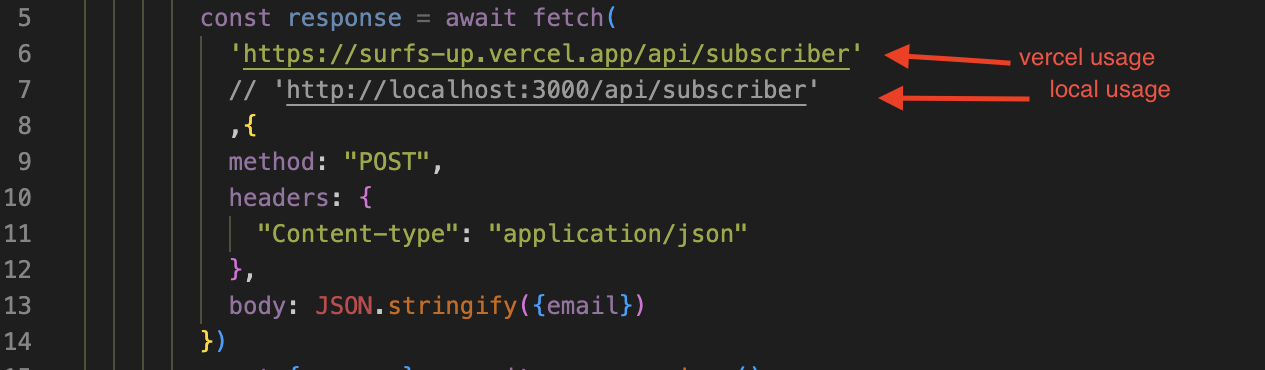 5 const response = await fetch(
6 'https://surfs-up.vercel.app/api/subscriber' vercel usage
7 // 'http://localhost:3000/api/subscriber' local usage
8 ,{
9 method: "POST",
10 headers: {
11 "Content-type": "application/json"
12 },
13 body: JSON.stringify({email})
14 })